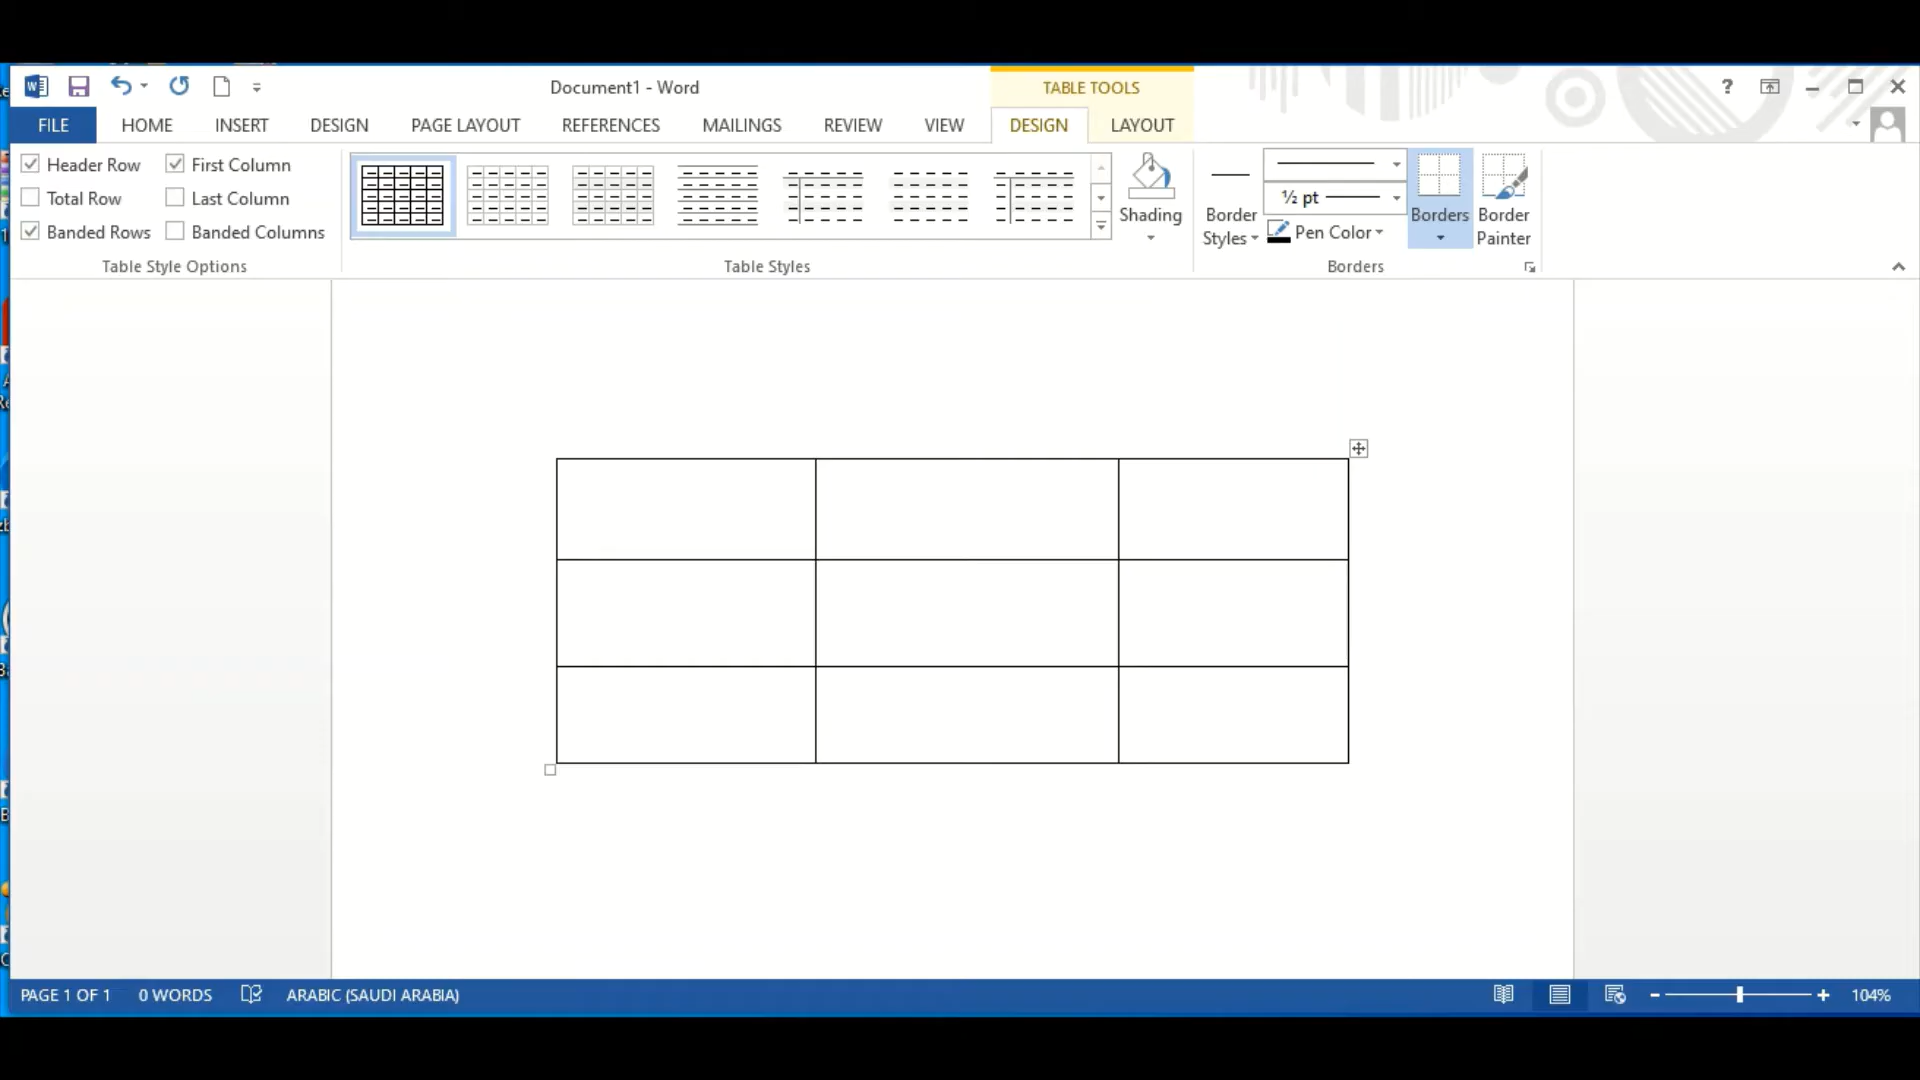 Document1 - Word
TABLE TOOLS
?
FILE HOME INSERT DESIGN PAGE LAYOUT REFERENCES MAILINGS REVIEW VIEW DESIGN LAYOUT
Header Row First Column
Total Row Last Column
Banded Rows Banded Columns
Table Style Options
Table Styles
Shading
Border Styles
½ pt
Pen Color
Borders
Border Painter
Borders
PAGE 1 OF 1 0 WORDS ARABIC (SAUDI ARABIA) 104%